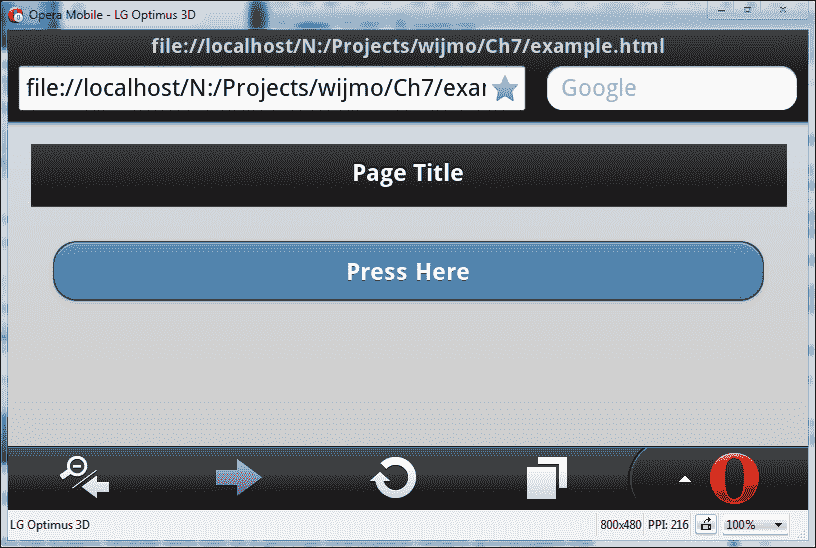 Opera Mobile - LG Optimus 3D
file://localhost/N:/Projects/wijmo/Ch7/example.html
file://localhost/N:/Projects/wijmo/Ch7/exar
Google
Page Title
Press Here
LG Optimus 3D
800x480
PPI: 216
100%